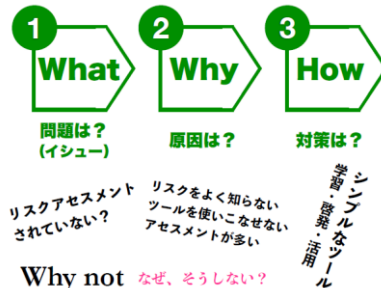 1
What
問題は?
(イシュー)
2
Why
原因は?
3
How
対策は?
リスクアセスメント
されていない?
リスクをよく知らない
ツールを使いこなせない
アセスメントが多い
シンプルなツール
学習・啓発・活用
Why not なぜ、そうしない?